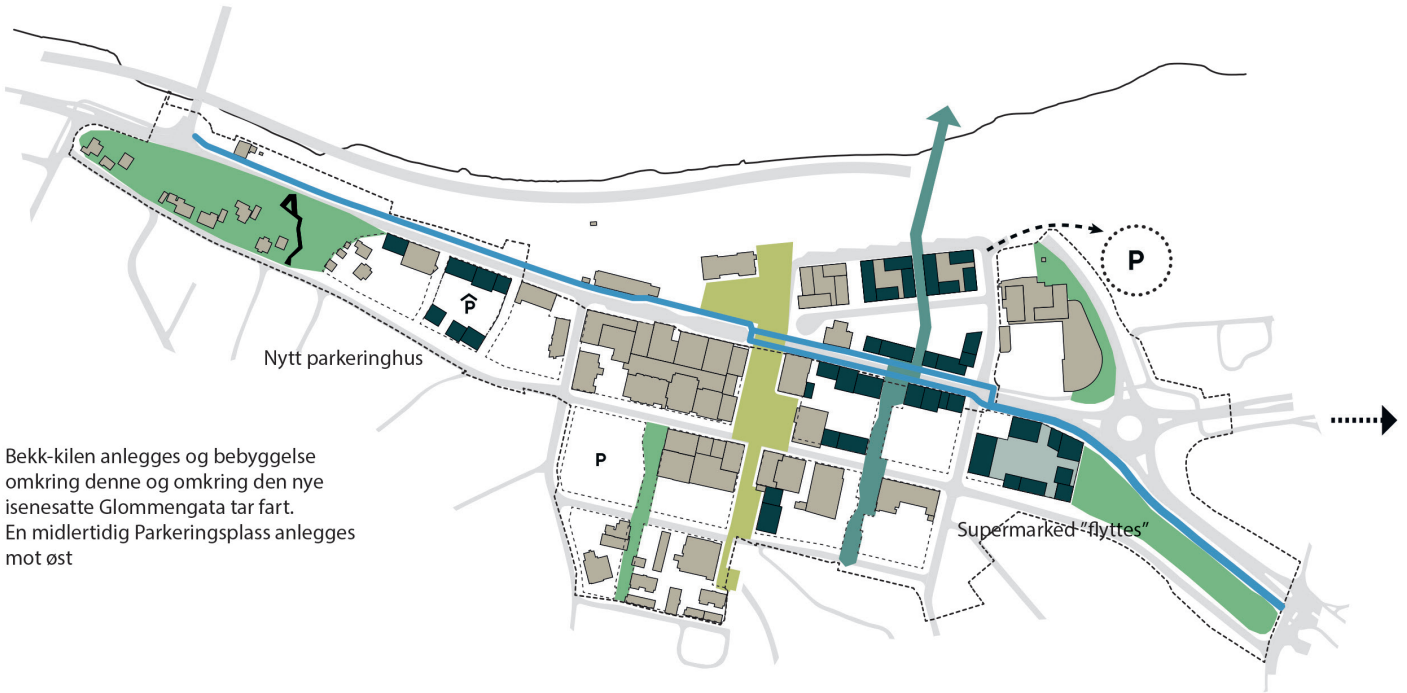 P
P
Nytt parkeringhus
P
Bekk-kilen anlegges og bebyggelse
omkring denne og omkring den nye
isenesatte Glommengata tar fart.
En midlertidig Parkeringsplass anlegges
mot øst
Supermarked "flyttes"